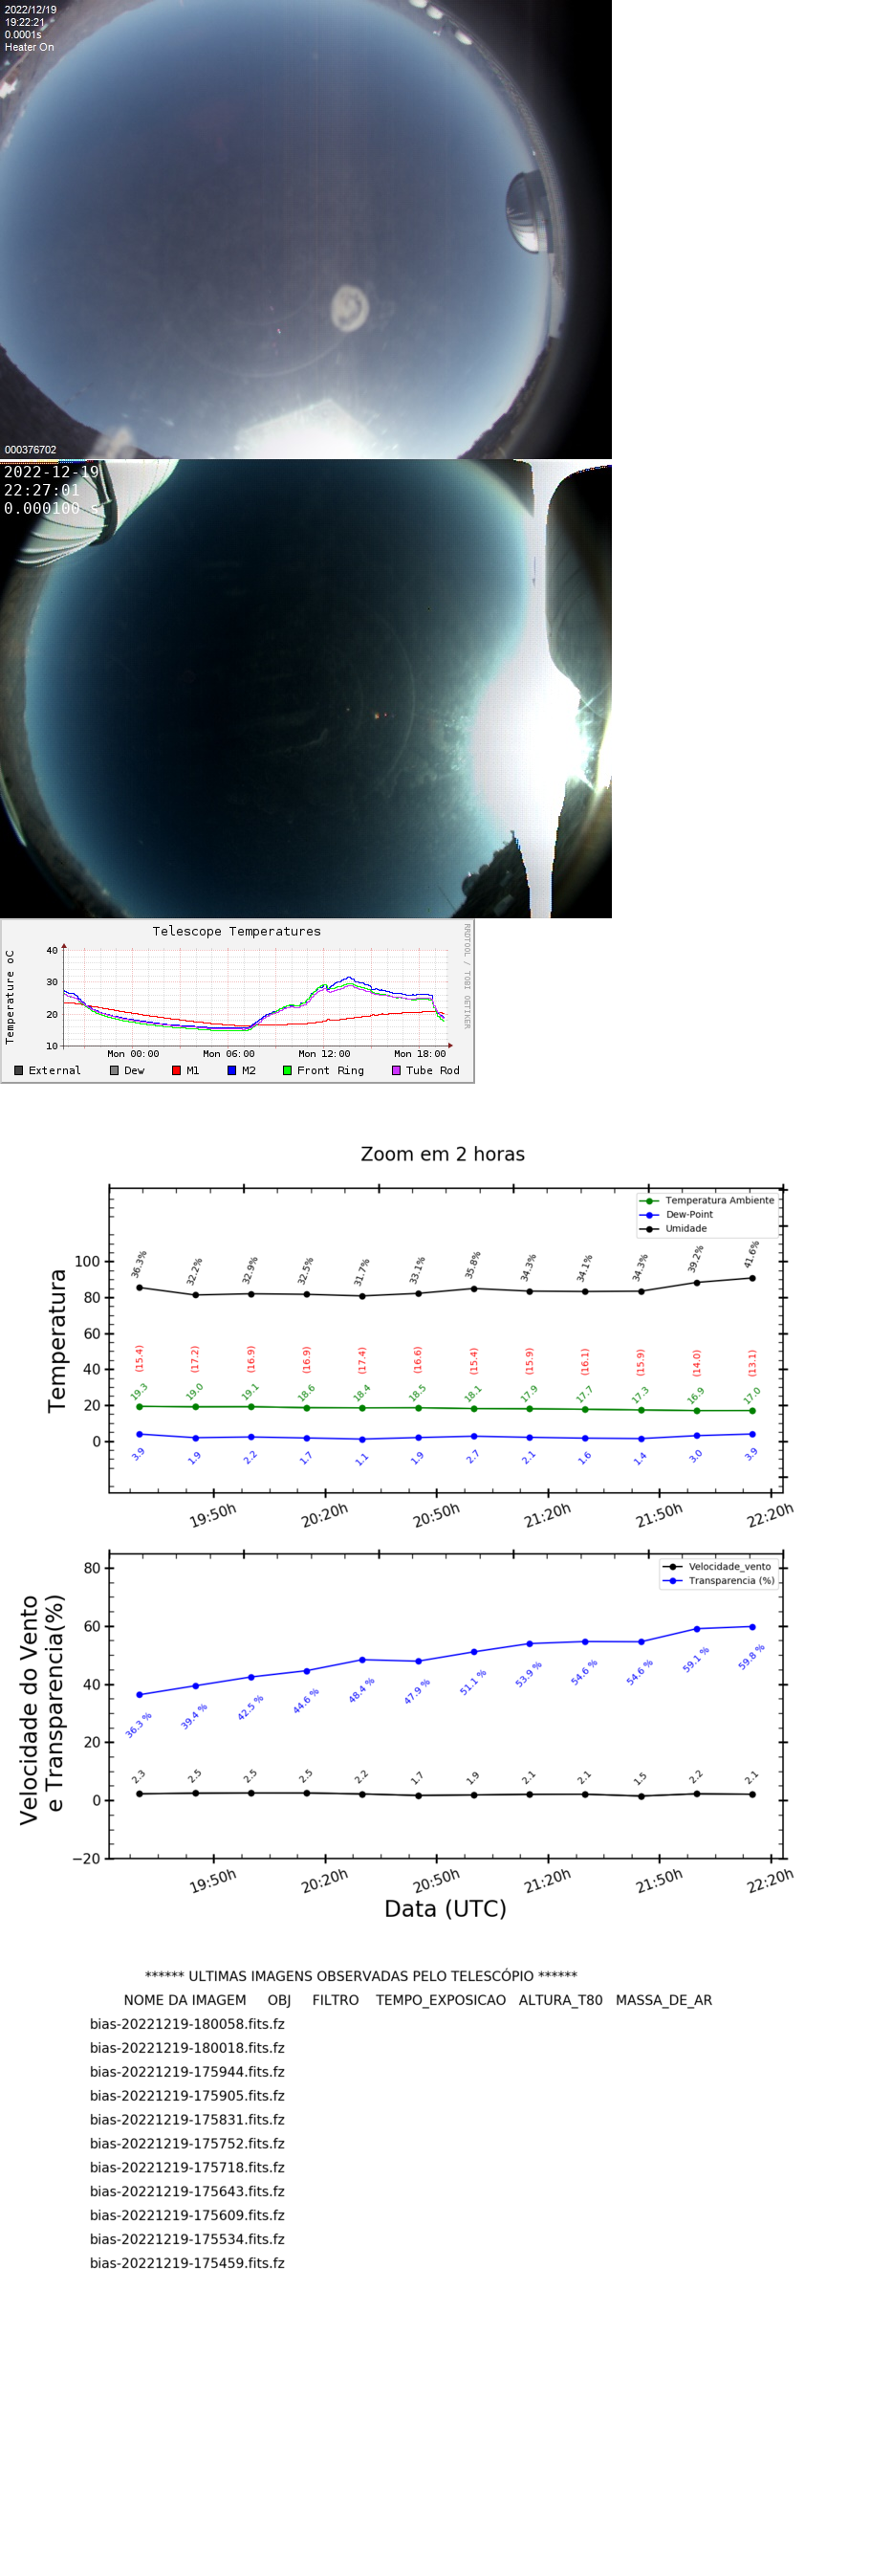 2022/12/19
19:22:21
0.0001s
Heater On
000376702
2022-12-19
22:27:01
0.000100 s
Telescope Temperatures
RRDTOOL / TOBI OETIKER
Temperature oC
40
30
20
10
Mon 00:00 Mon 06:00 Mon 12:00 Mon 18:00
External Dew M1 M2 Front Ring Tube Rod
Zoom em 2 horas
Temperatura Ambiente
Dew-Point
Umidade
Temperatura
100
80
60
40
20
0
36.3% 32.2% 32.9% 32.5% 31.7% 33.1% 35.8% 34.3% 34.1% 34.3% 39.2% 41.6%
(15.4) (17.2) (16.9) (16.9) (17.4) (16.6) (15.4) (15.9) (16.1) (15.9) (14.0) (13.1)
19.3 19.0 19.1 18.6 18.4 18.5 18.1 17.9 17.7 17.3 16.9 17.0
3.9 1.9 2.2 1.7 1.1 1.9 2.7 2.1 1.6 1.4 3.0 3.9
19:50h 20:20h 20:50h 21:20h 21:50h 22:20h
Velocidade_vento
Transparencia (%)
Velocidade do Vento
e Transparencia(%)
80
60
40
20
0
−20
36.3 % 39.4 % 42.5 % 44.6 % 48.4 % 47.9 % 51.1 % 53.9 % 54.6 % 54.6 % 59.1 % 59.8 %
2.3 2.5 2.5 2.5 2.2 1.7 1.9 2.1 2.1 1.5 2.2 2.1
19:50h 20:20h 20:50h 21:20h 21:50h 22:20h
Data (UTC)
****** ULTIMAS IMAGENS OBSERVADAS PELO TELESCÓPIO ******
NOME DA IMAGEM OBJ FILTRO TEMPO_EXPOSICAO ALTURA_T80 MASSA_DE_AR
bias-20221219-180058.fits.fz
bias-20221219-180018.fits.fz
bias-20221219-175944.fits.fz
bias-20221219-175905.fits.fz
bias-20221219-175831.fits.fz
bias-20221219-175752.fits.fz
bias-20221219-175718.fits.fz
bias-20221219-175643.fits.fz
bias-20221219-175609.fits.fz
bias-20221219-175534.fits.fz
bias-20221219-175459.fits.fz